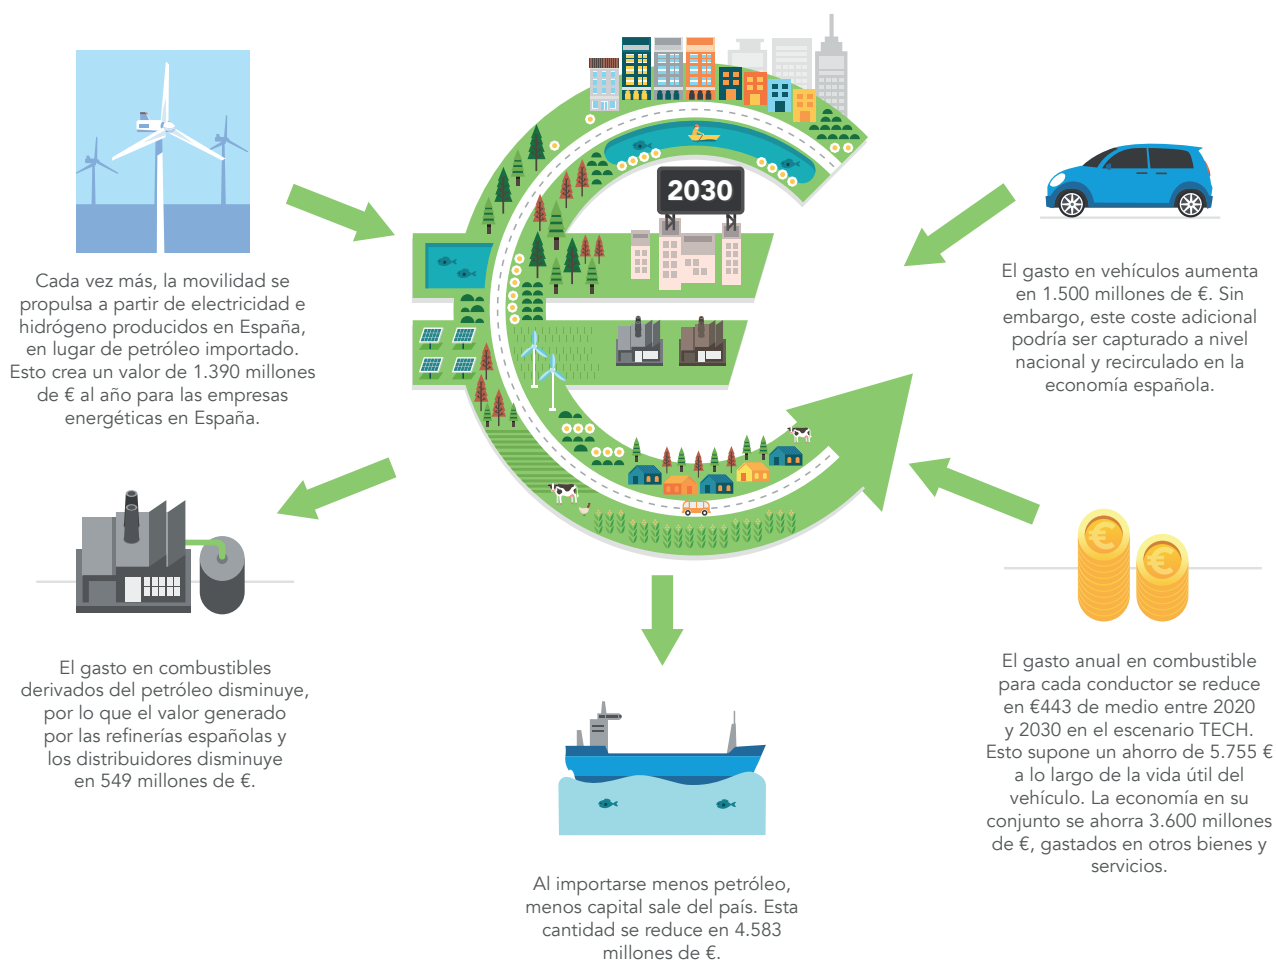 2030
Cada vez más, la movilidad se
propulsa a partir de electricidad e
hidrógeno producidos en España,
en lugar de petróleo importado.
Esto crea un valor de 1.390 millones
de € al año para las empresas
energéticas en España.
El gasto en vehículos aumenta
en 1.500 millones de €. Sin
embargo, este coste adicional
podría ser capturado a nivel
nacional y recirculado en la
economía española.
El gasto en combustibles
derivados del petróleo disminuye,
por lo que el valor generado
por las refinerías españolas y
los distribuidores disminuye
en 549 millones de €.
€
€
El gasto anual en combustible
para cada conductor se reduce
en €443 de medio entre 2020
y 2030 en el escenario TECH.
Esto supone un ahorro de 5.755 €
a lo largo de la vida útil del
vehículo. La economía en su
conjunto se ahorra 3.600 millones
de €, gastados en otros bienes y
servicios.
Al importarse menos petróleo,
menos capital sale del país. Esta
cantidad se reduce en 4.583
millones de €.